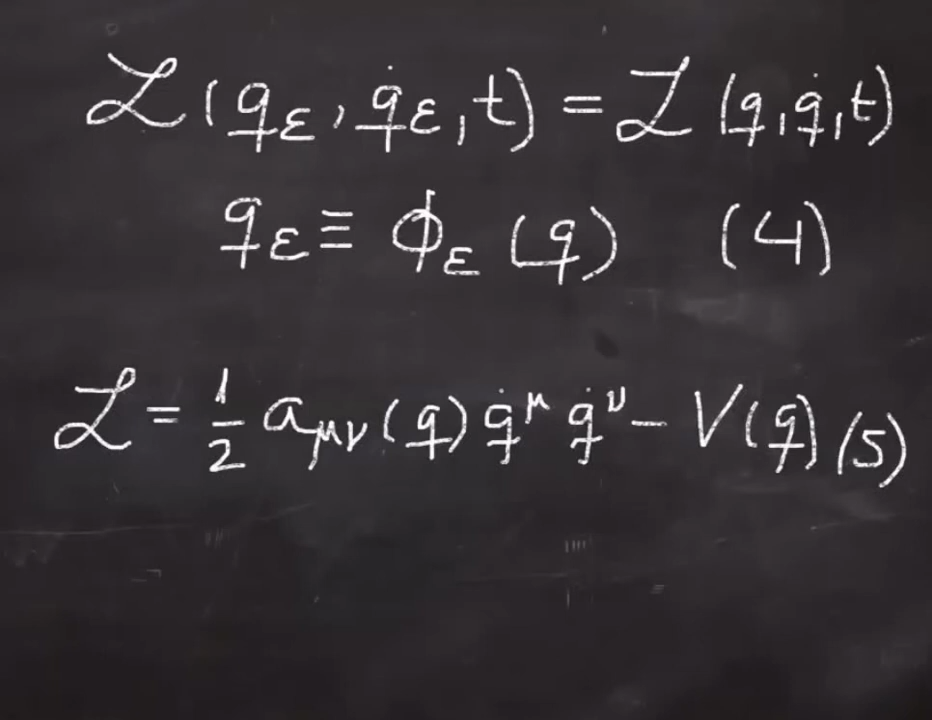 ℒ(q_ε, q̇_ε, t) = ℒ(q, q̇, t)
q_ε ≡ ϕ_ε(q) (4)
ℒ = 1/2 a_μν(q) q̇^μ q̇^ν − V(q) (5)